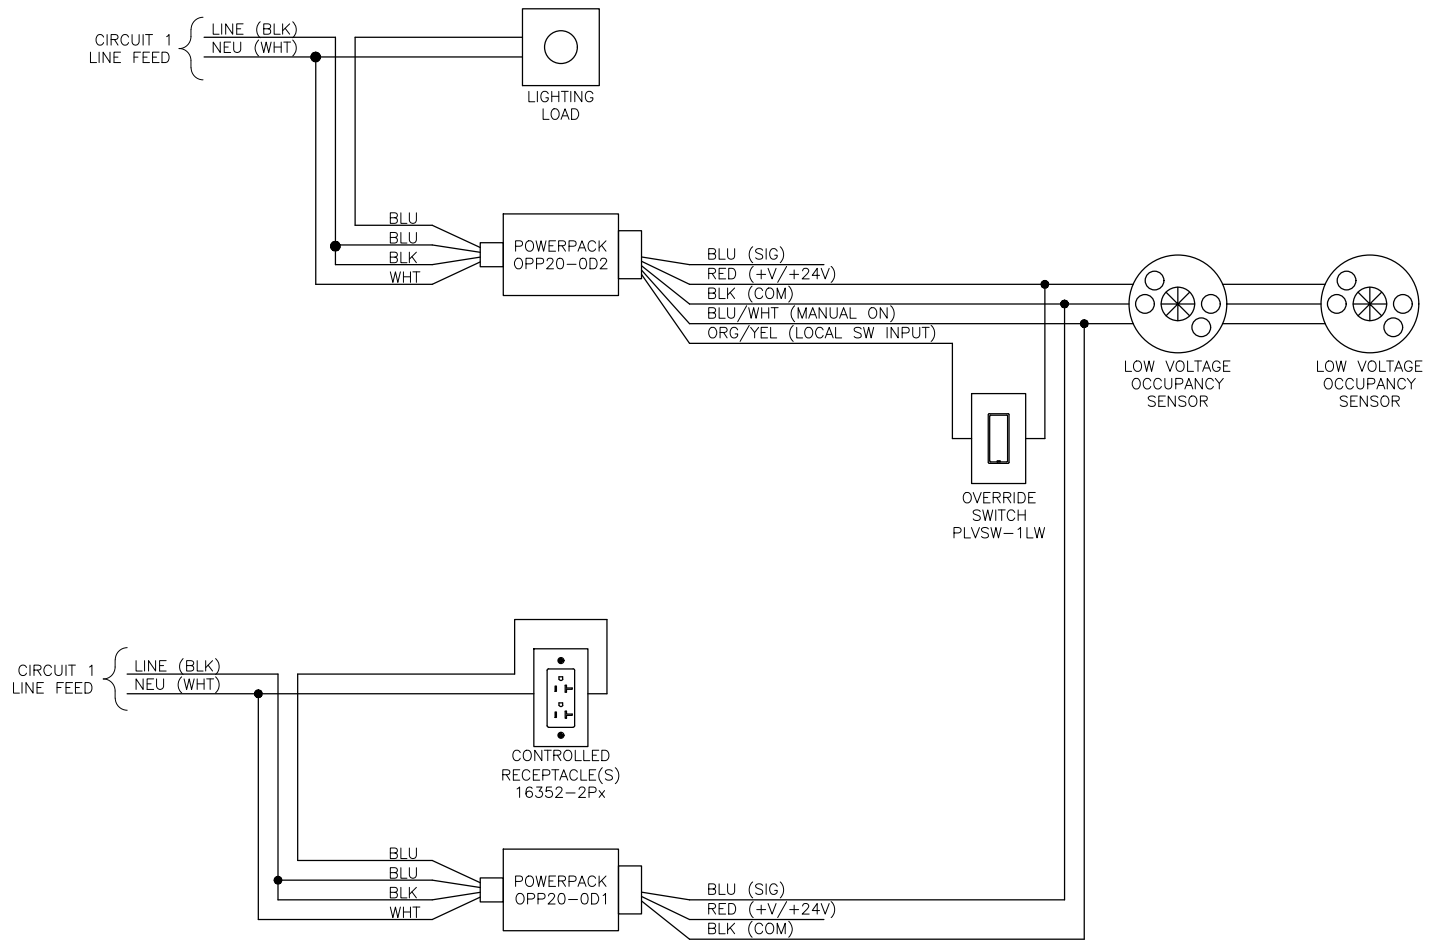 CIRCUIT 1
LINE FEED
LINE (BLK)
NEU (WHT)
LIGHTING
LOAD
BLU
BLU
BLK
WHT
POWERPACK
OPP20-0D2
BLU (SIG)
RED (+V/+24V)
BLK (COM)
BLU/WHT (MANUAL ON)
ORG/YEL (LOCAL SW INPUT)
LOW VOLTAGE
OCCUPANCY
SENSOR
LOW VOLTAGE
OCCUPANCY
SENSOR
OVERRIDE
SWITCH
PLVSW-1LW
CIRCUIT 1
LINE FEED
LINE (BLK)
NEU (WHT)
CONTROLLED
RECEPTACLE(S)
16352-2Px
BLU
BLU
BLK
WHT
POWERPACK
OPP20-0D1
BLU (SIG)
RED (+V/+24V)
BLK (COM)